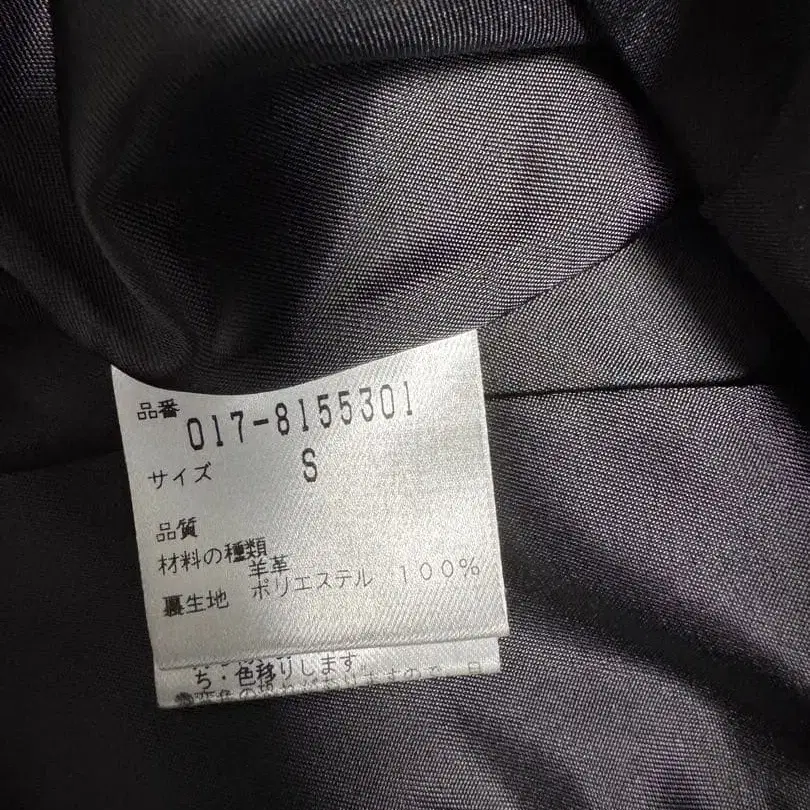 品番 017-8155301
サイズ S
品質
材料の種類
羊革
裏生地 ポリエステル 100%
ち・色移りします